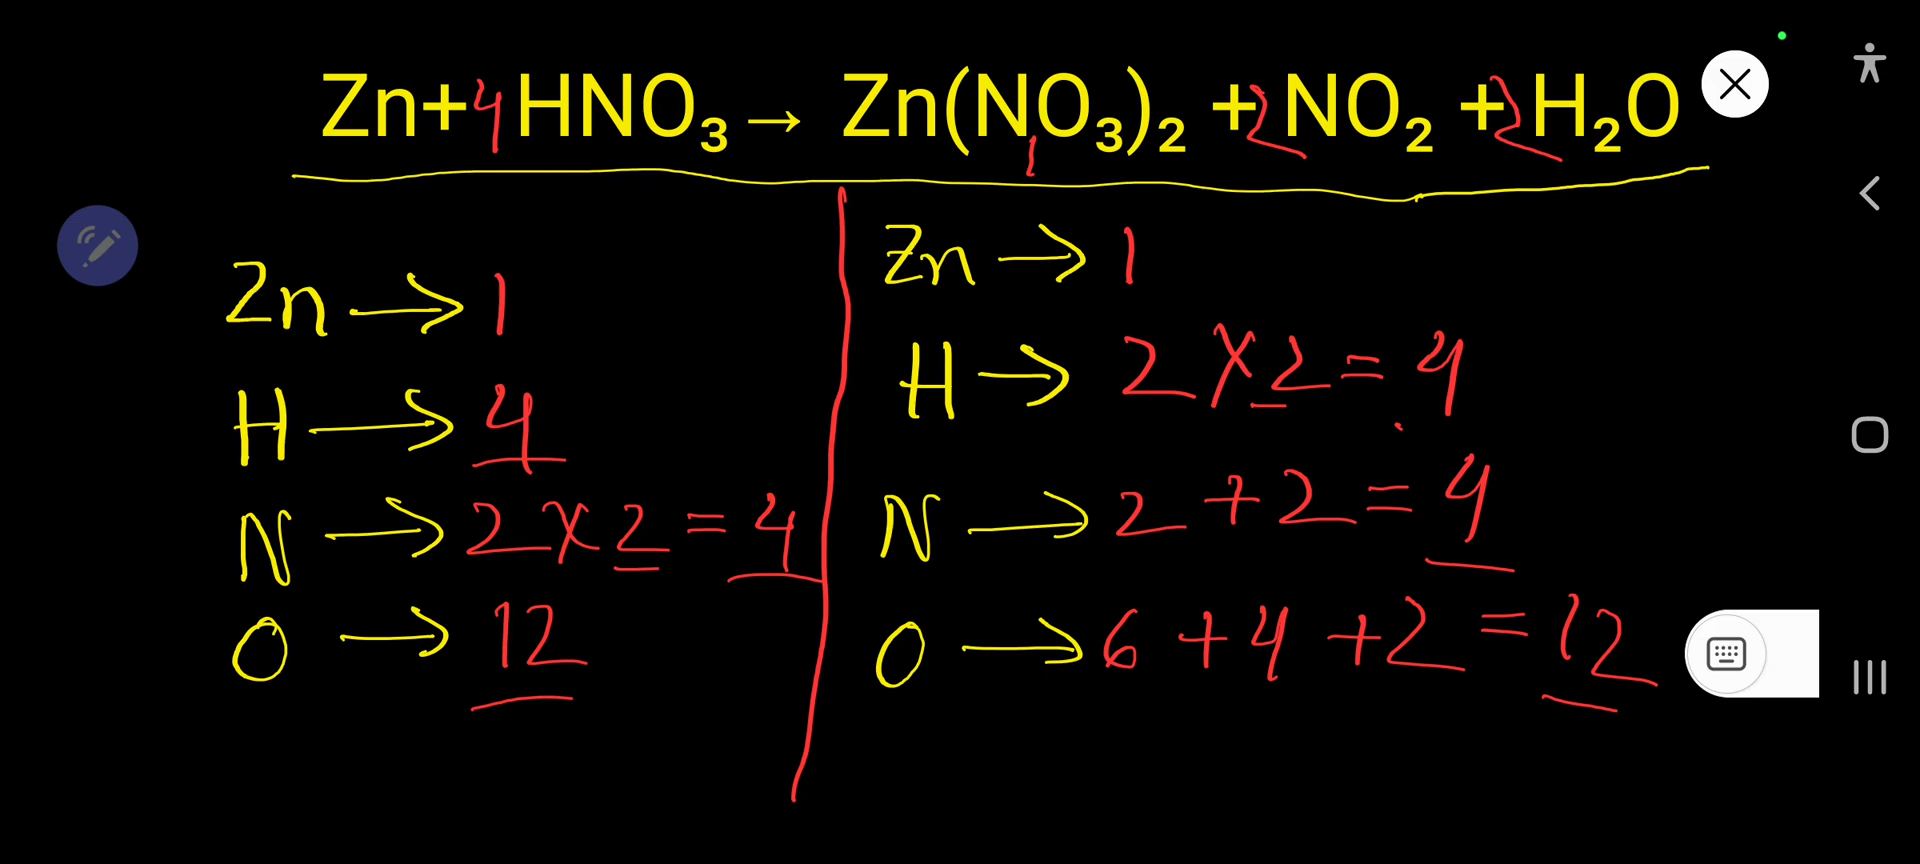 Zn+4HNO₃→ Zn(NO₃)₂ +2NO₂ +2H₂O
1
Zn → 1
H → 4
N → 2×2=4
O → 12
Zn → 1
H → 2×2=4
N → 2+2=4
O → 6+4+2=12